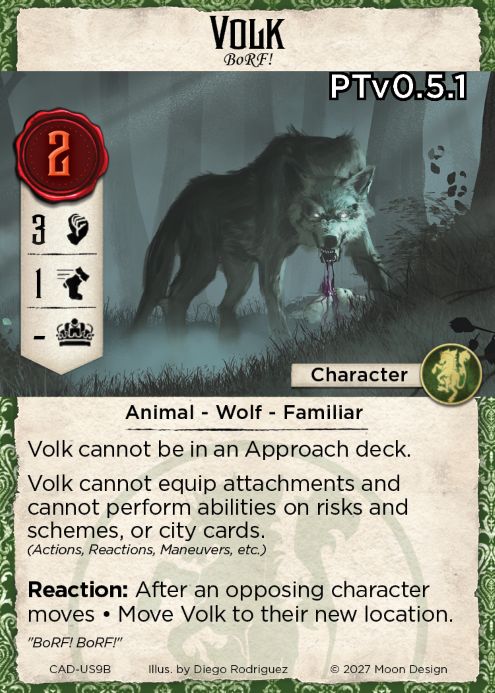 Volk
BoRF!
PTv0.5.1
2
3
1
-
Character
Animal - Wolf - Familiar
Volk cannot be in an Approach deck.
Volk cannot equip attachments and
cannot perform abilities on risks and
schemes, or city cards.
(Actions, Reactions, Maneuvers, etc.)
Reaction: After an opposing character
moves • Move Volk to their new location.
"BoRF! BoRF!"
CAD-US9B Illus. by Diego Rodriguez © 2027 Moon Design